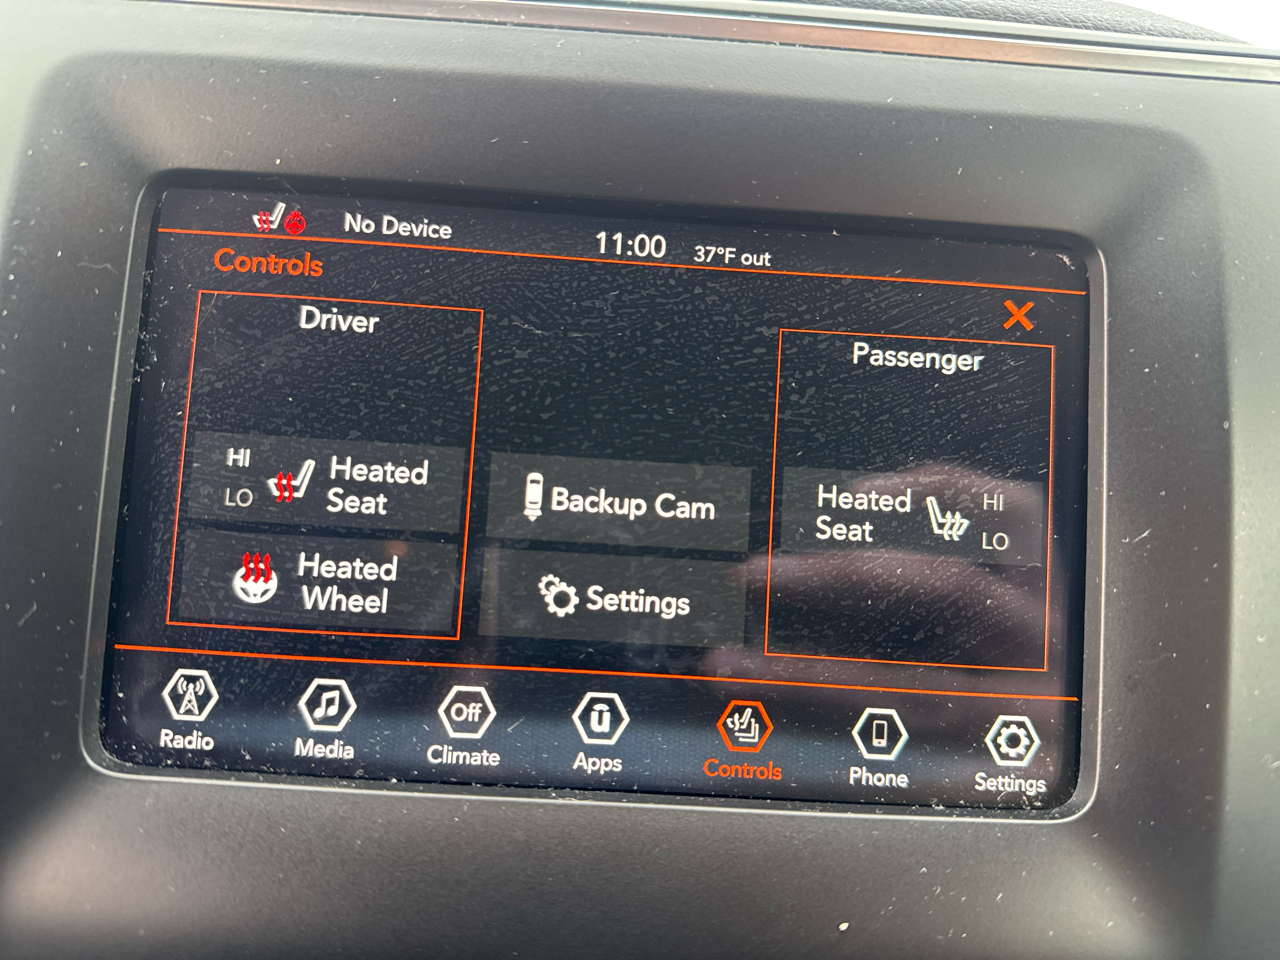 No Device
11:00 37°F out
Controls
Driver
HI
LO
Heated
Seat
Heated
Wheel
Backup Cam
Settings
Passenger
Heated
Seat
HI
LO
Radio
Media
Off
Climate
Apps
Controls
Phone
Settings